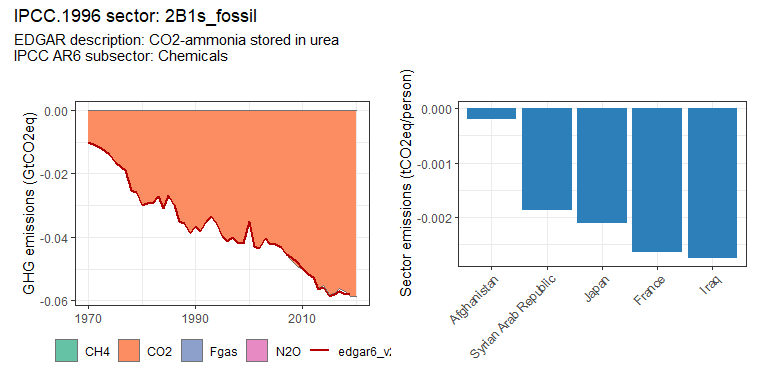 IPCC.1996 sector: 2B1s_fossil
EDGAR description: CO2-ammonia stored in urea
IPCC AR6 subsector: Chemicals
GHG emissions (GtCO2eq)
0.00
-0.02
-0.04
-0.06
1970
1990
2010
CH4
CO2
Fgas
N2O
edgar6_v2
Sector emissions (tCO2eq/person)
0.000
-0.001
-0.002
Afghanistan
Syrian Arab Republic
Japan
France
Iraq